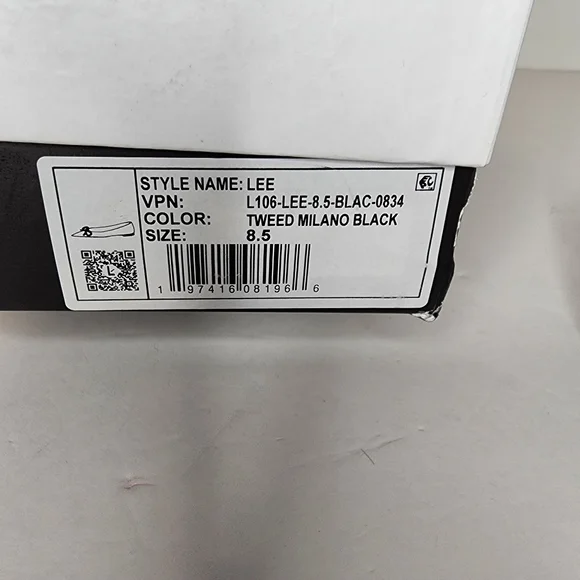 STYLE NAME: LEE
VPN: L106-LEE-8.5-BLAC-0834
COLOR: TWEED MILANO BLACK
SIZE: 8.5
L
1 97416 08196 6